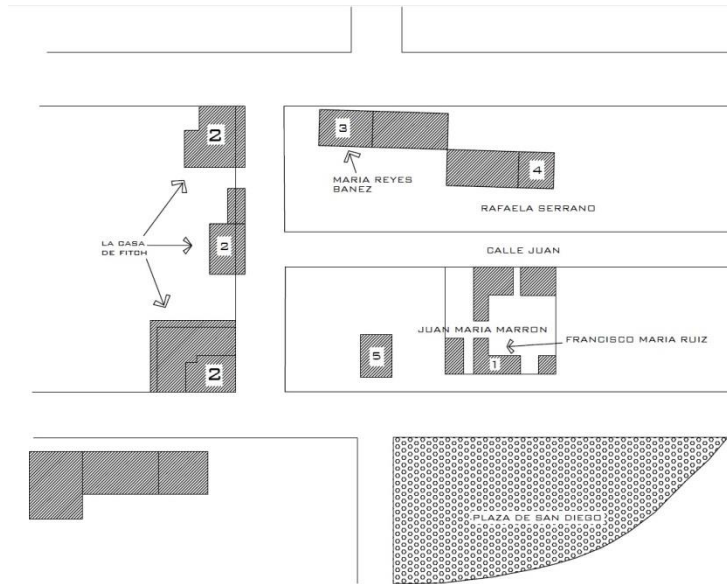 2
3
MARIA REYES
BANEZ
4
RAFAELA SERRANO
LA CASA
DE FITCH
2
CALLE JUAN
JUAN MARIA MARRON
FRANCISCO MARIA RUIZ
5
1
2
PLAZA DE SAN DIEGO